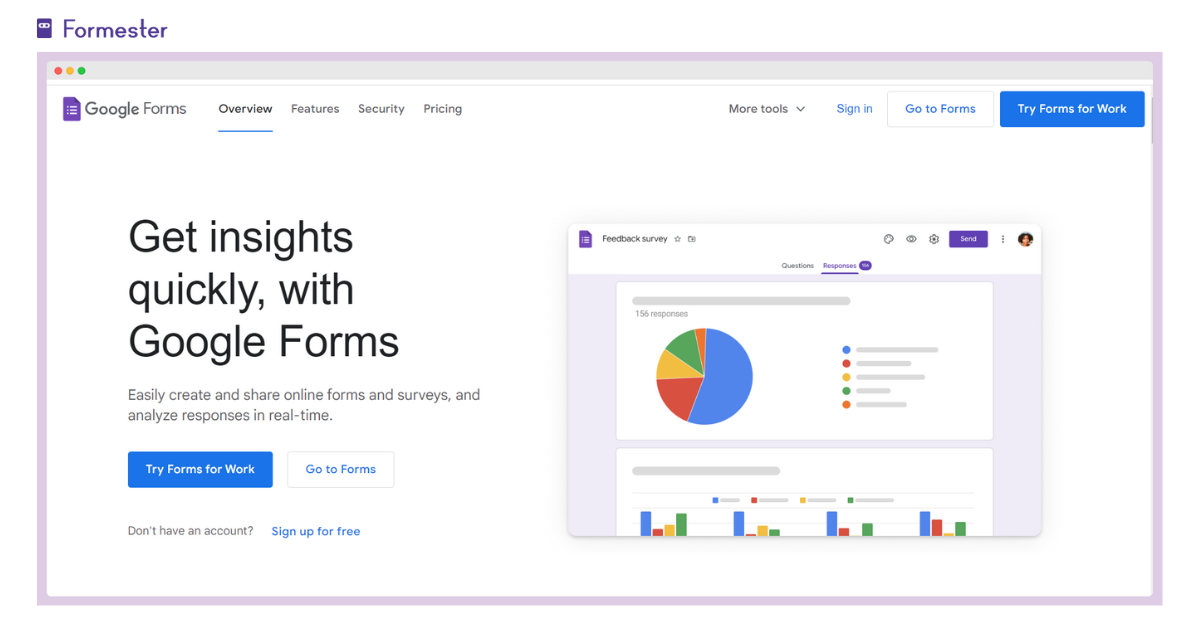 Formester
Google Forms
Overview
Features
Security
Pricing
More tools
Sign in
Go to Forms
Try Forms for Work
Get insights
quickly, with
Google Forms
Easily create and share online forms and surveys, and
analyze responses in real-time.
Try Forms for Work
Go to Forms
Don't have an account?
Sign up for free
Feedback survey
Send
Questions
Responses
156 responses